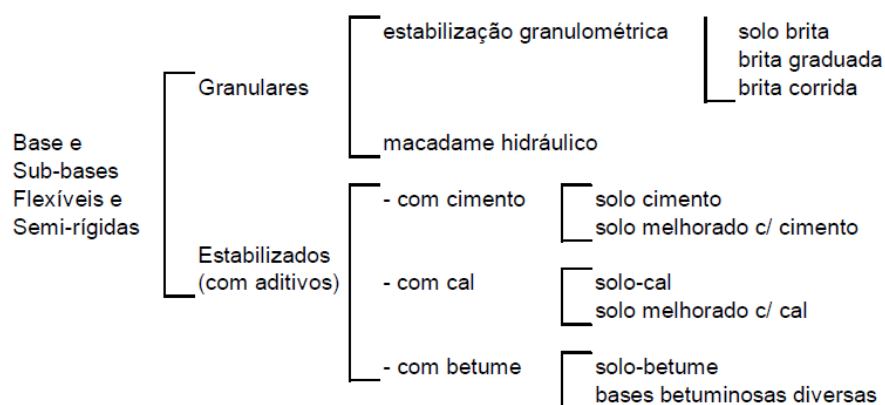 estabilização granulométrica
solo brita
brita graduada
brita corrida
Granulares
Base e
Sub-bases
Flexíveis e
Semi-rígidas
macadame hidráulico
- com cimento
solo cimento
solo melhorado c/ cimento
Estabilizados
(com aditivos)
- com cal
solo-cal
solo melhorado c/ cal
- com betume
solo-betume
bases betuminosas diversas